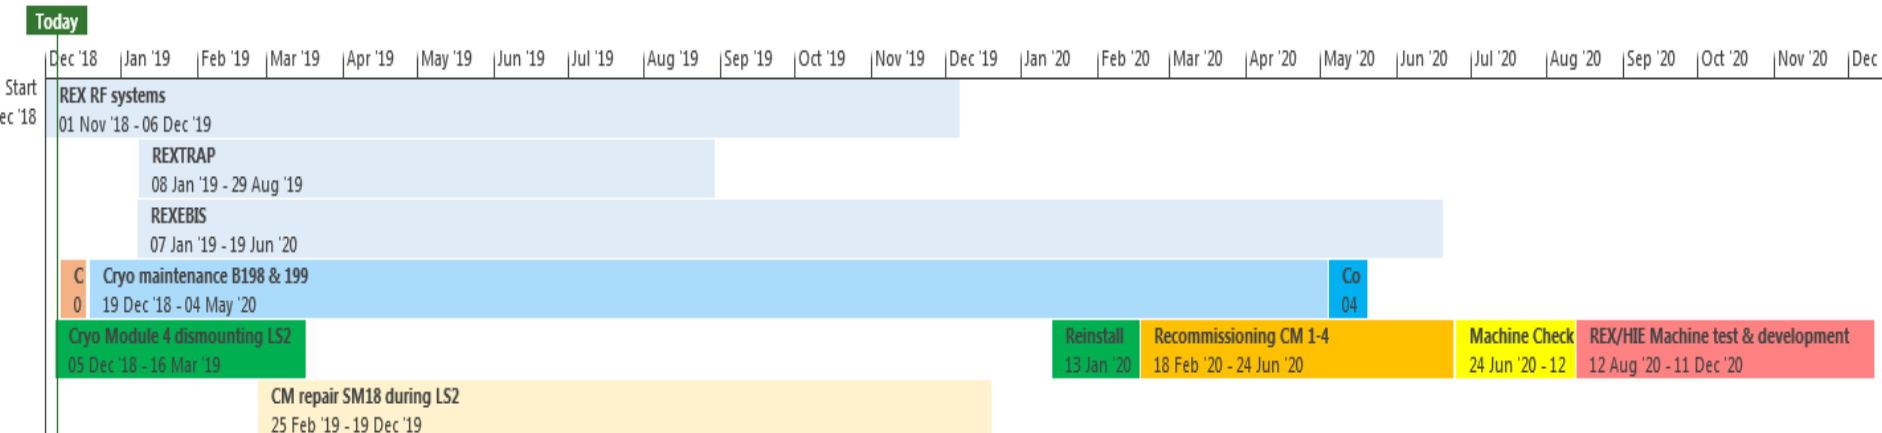 Today
Dec '18 Jan '19 Feb '19 Mar '19 Apr '19 May '19 Jun '19 Jul '19 Aug '19 Sep '19 Oct '19 Nov '19 Dec '19 Jan '20 Feb '20 Mar '20 Apr '20 May '20 Jun '20 Jul '20 Aug '20 Sep '20 Oct '20 Nov '20 Dec
Start
ec '18
REX RF systems
01 Nov '18 - 06 Dec '19
REXTRAP
08 Jan '19 - 29 Aug '19
REXEBIS
07 Jan '19 - 19 Jun '20
C
0
Cryo maintenance B198 & 199
19 Dec '18 - 04 May '20
Co
04
Cryo Module 4 dismounting LS2
05 Dec '18 - 16 Mar '19
Reinstall
13 Jan '20
Recommissioning CM 1-4
18 Feb '20 - 24 Jun '20
Machine Check
24 Jun '20 - 12
REX/HIE Machine test & development
12 Aug '20 - 11 Dec '20
CM repair SM18 during LS2
25 Feb '19 - 19 Dec '19